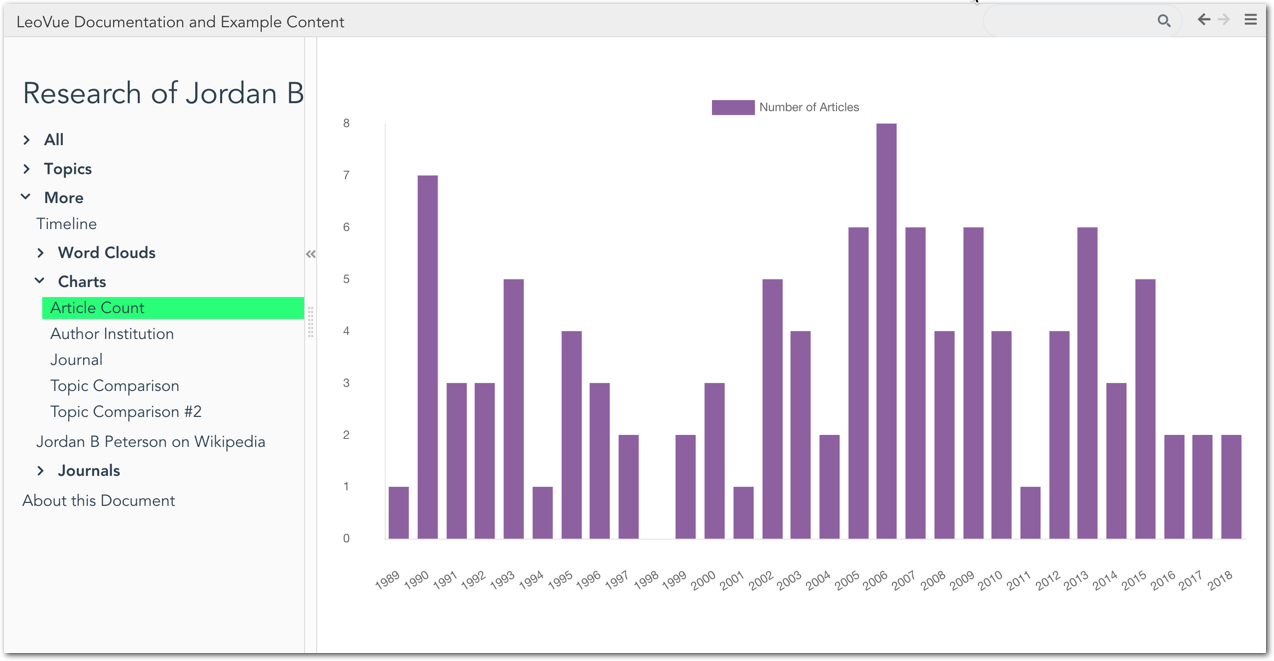 LeoVue Documentation and Example Content
Research of Jordan B
All
Topics
More
Timeline
Word Clouds
Charts
Article Count
Author Institution
Journal
Topic Comparison
Topic Comparison #2
Jordan B Peterson on Wikipedia
Journals
About this Document
Number of Articles
8
7
6
5
4
3
2
1
0
1989 1990 1991 1992 1993 1994 1995 1996 1997 1998 1999 2000 2001 2002 2003 2004 2005 2006 2007 2008 2009 2010 2011 2012 2013 2014 2015 2016 2017 2018